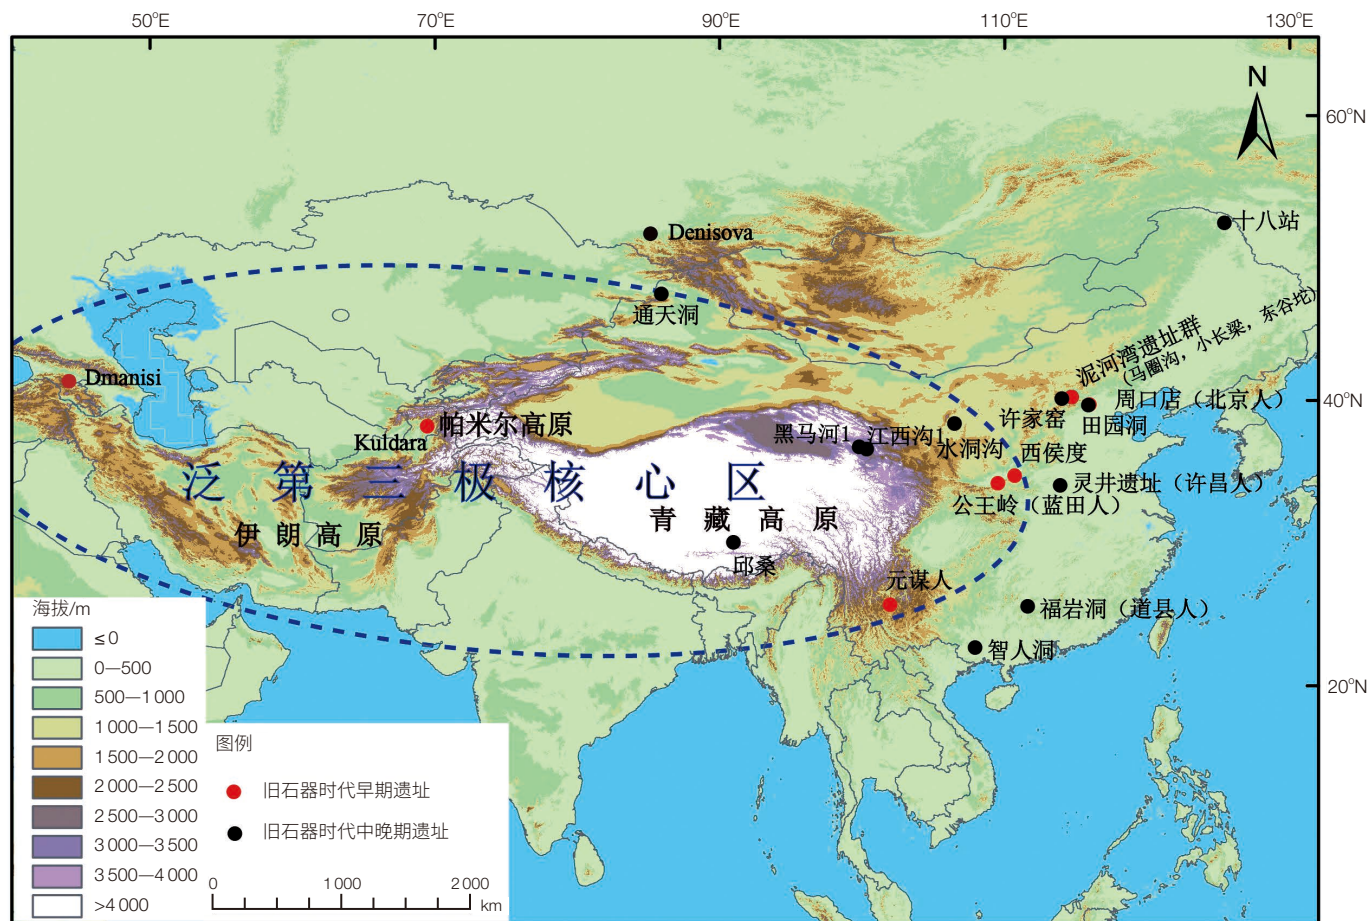 50°E
70°E
90°E
110°E
130°E
N
60°N
40°N
20°N
Denisova
十八站
通天洞
泥河湾遗址群
(马圈沟，小长梁，东谷坨)
Dmanisi
Kuldara
帕米尔高原
黑马河1
江西沟1
水洞沟
许家窑
周口店（北京人）
田园洞
西侯度
泛第三极核心区
灵井遗址（许昌人）
公王岭（蓝田人）
伊朗高原
青藏高原
邱桑
元谋人
福岩洞（道县人）
智人洞
海拔/m
≤0
0—500
500—1 000
1 000—1 500
1 500—2 000
2 000—2 500
2 500—3 000
3 000—3 500
3 500—4 000
>4 000
图例
旧石器时代早期遗址
旧石器时代中晚期遗址
0
1 000
2 000
km